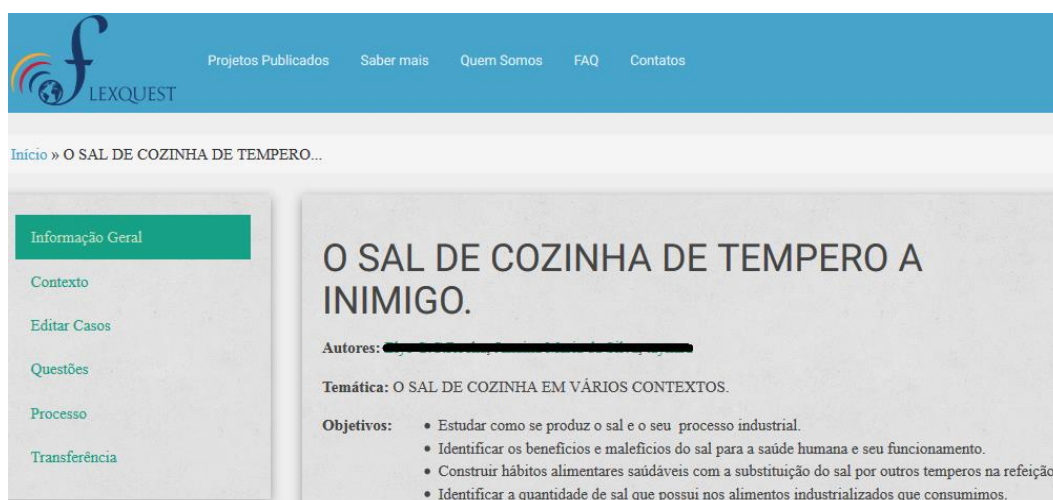 fLEXQUEST
Projetos Publicados Saber mais Quem Somos FAQ Contatos
Início » O SAL DE COZINHA DE TEMPERO...
Informação Geral
Contexto
Editar Casos
Questões
Processo
Transferência
O SAL DE COZINHA DE TEMPERO A
INIMIGO.
Autores:
Temática: O SAL DE COZINHA EM VÁRIOS CONTEXTOS.
Objetivos: • Estudar como se produz o sal e o seu processo industrial.
• Identificar os benefícios e malefícios do sal para a saúde humana e seu funcionamento.
• Construir hábitos alimentares saúdáveis com a substituição do sal por outros temperos na refeição
• Identificar a quantidade de sal que possui nos alimentos industrializados que consumimos.